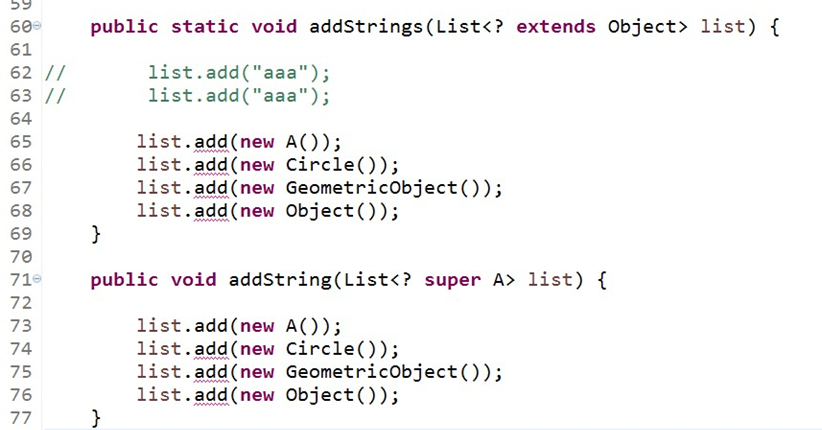 59
60 public static void addStrings(List<? extends Object> list) {
61
62 // list.add("aaa");
63 // list.add("aaa");
64
65 list.add(new A());
66 list.add(new Circle());
67 list.add(new GeometricObject());
68 list.add(new Object());
69 }
70
71 public void addString(List<? super A> list) {
72
73 list.add(new A());
74 list.add(new Circle());
75 list.add(new GeometricObject());
76 list.add(new Object());
77 }